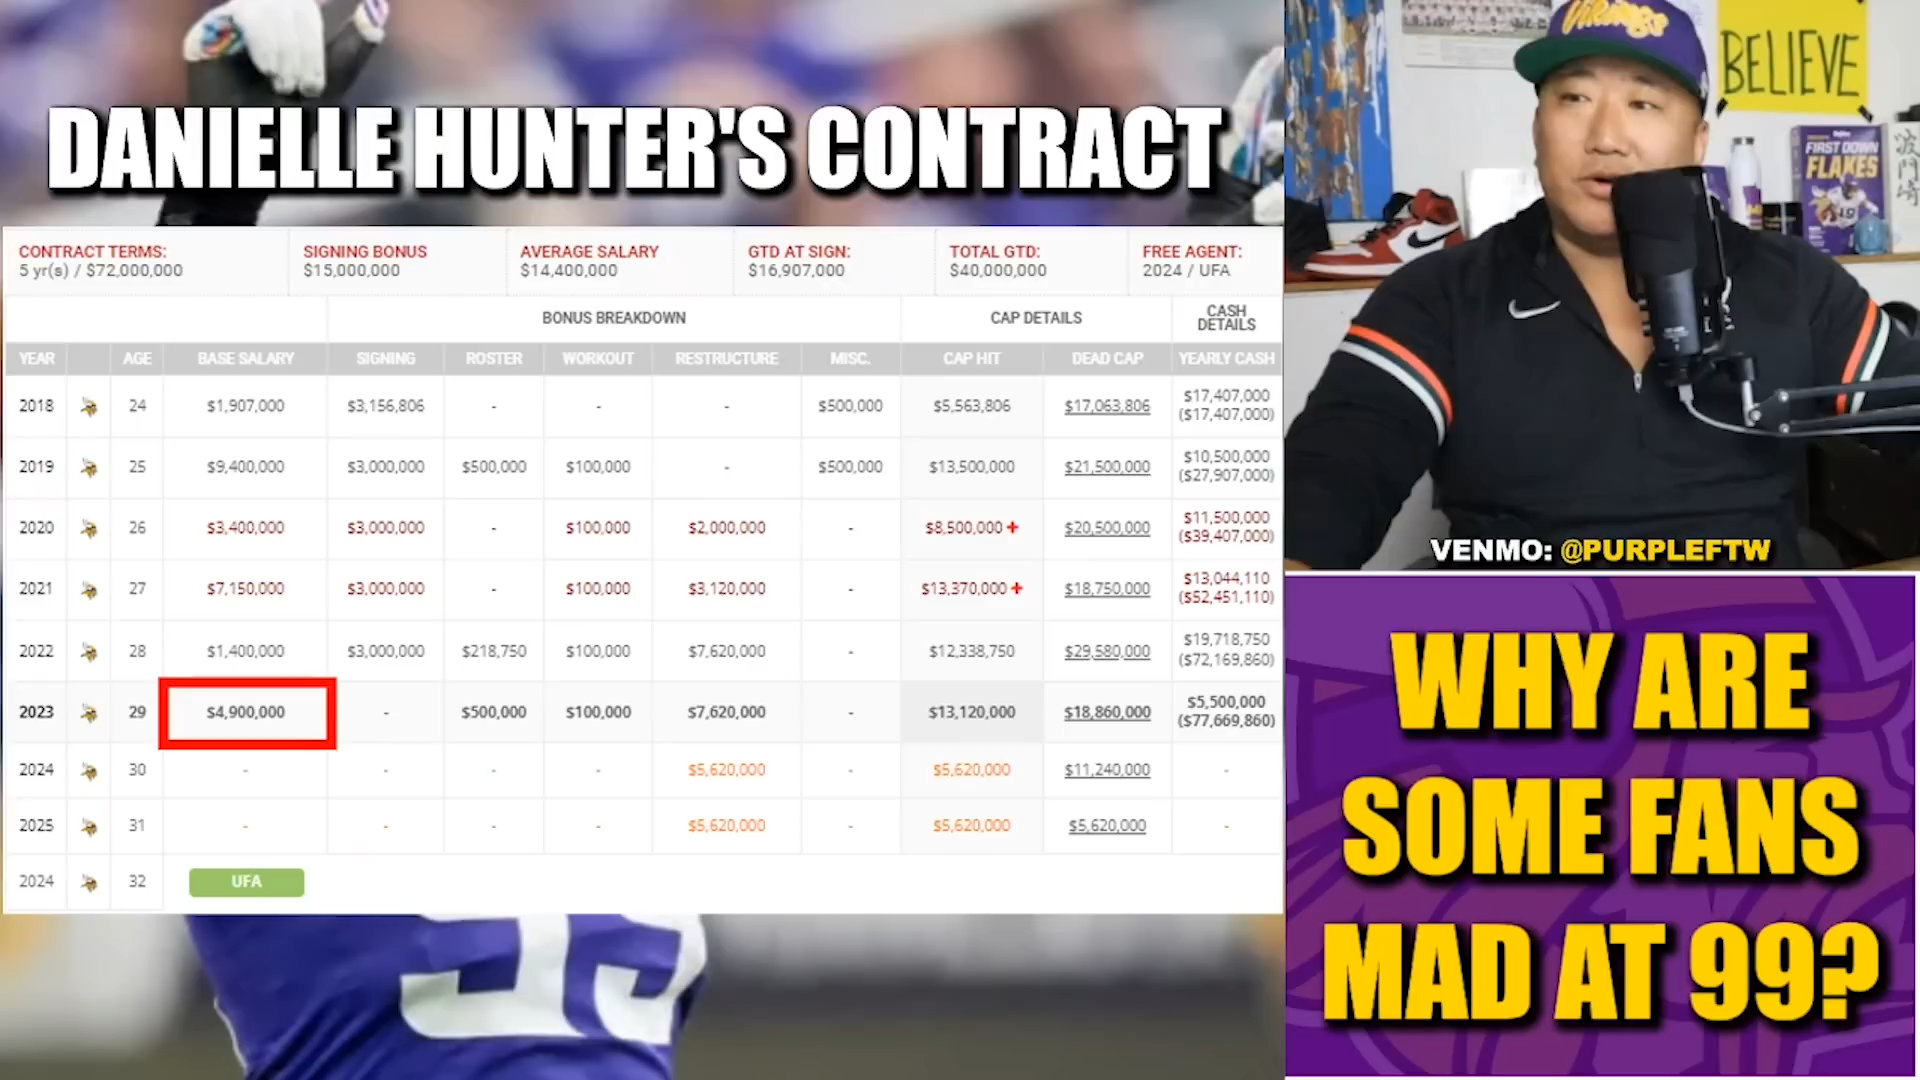 DANIELLE HUNTER'S CONTRACT
CONTRACT TERMS: SIGNING BONUS AVERAGE SALARY GTD AT SIGN: TOTAL GTD: FREE AGENT:
5 yr(s) / $72,000,000 $15,000,000 $14,400,000 $16,907,000 $40,000,000 2024 / UFA
BONUS BREAKDOWN CAP DETAILS CASH DETAILS
YEAR AGE BASE SALARY SIGNING ROSTER WORKOUT RESTRUCTURE MISC. CAP HIT DEAD CAP YEARLY CASH
2018 24 $1,907,000 $3,156,806 - - - $500,000 $5,563,806 $17,063,806 $17,407,000 ($17,407,000)
2019 25 $9,400,000 $3,000,000 $500,000 $100,000 - $500,000 $13,500,000 $21,500,000 $10,500,000 ($27,907,000)
2020 26 $3,400,000 $3,000,000 - $100,000 $2,000,000 - $8,500,000 + $20,500,000 $11,500,000 ($39,407,000)
2021 27 $7,150,000 $3,000,000 - $100,000 $3,120,000 - $13,370,000 + $18,750,000 $13,044,110 ($52,451,110)
2022 28 $1,400,000 $3,000,000 $218,750 $100,000 $7,620,000 - $12,338,750 $29,580,000 $19,718,750 ($72,169,860)
2023 29 $4,900,000 - $500,000 $100,000 $7,620,000 - $13,120,000 $18,860,000 $5,500,000 ($77,669,860)
2024 30 - - - - $5,620,000 - $5,620,000 $11,240,000 -
2025 31 - - - - $5,620,000 - $5,620,000 $5,620,000 -
2024 32 UFA
Vikings
BELIEVE
FIRST DOWN
FLAKES
VENMO: @PURPLEFTW
WHY ARE
SOME FANS
MAD AT 99?